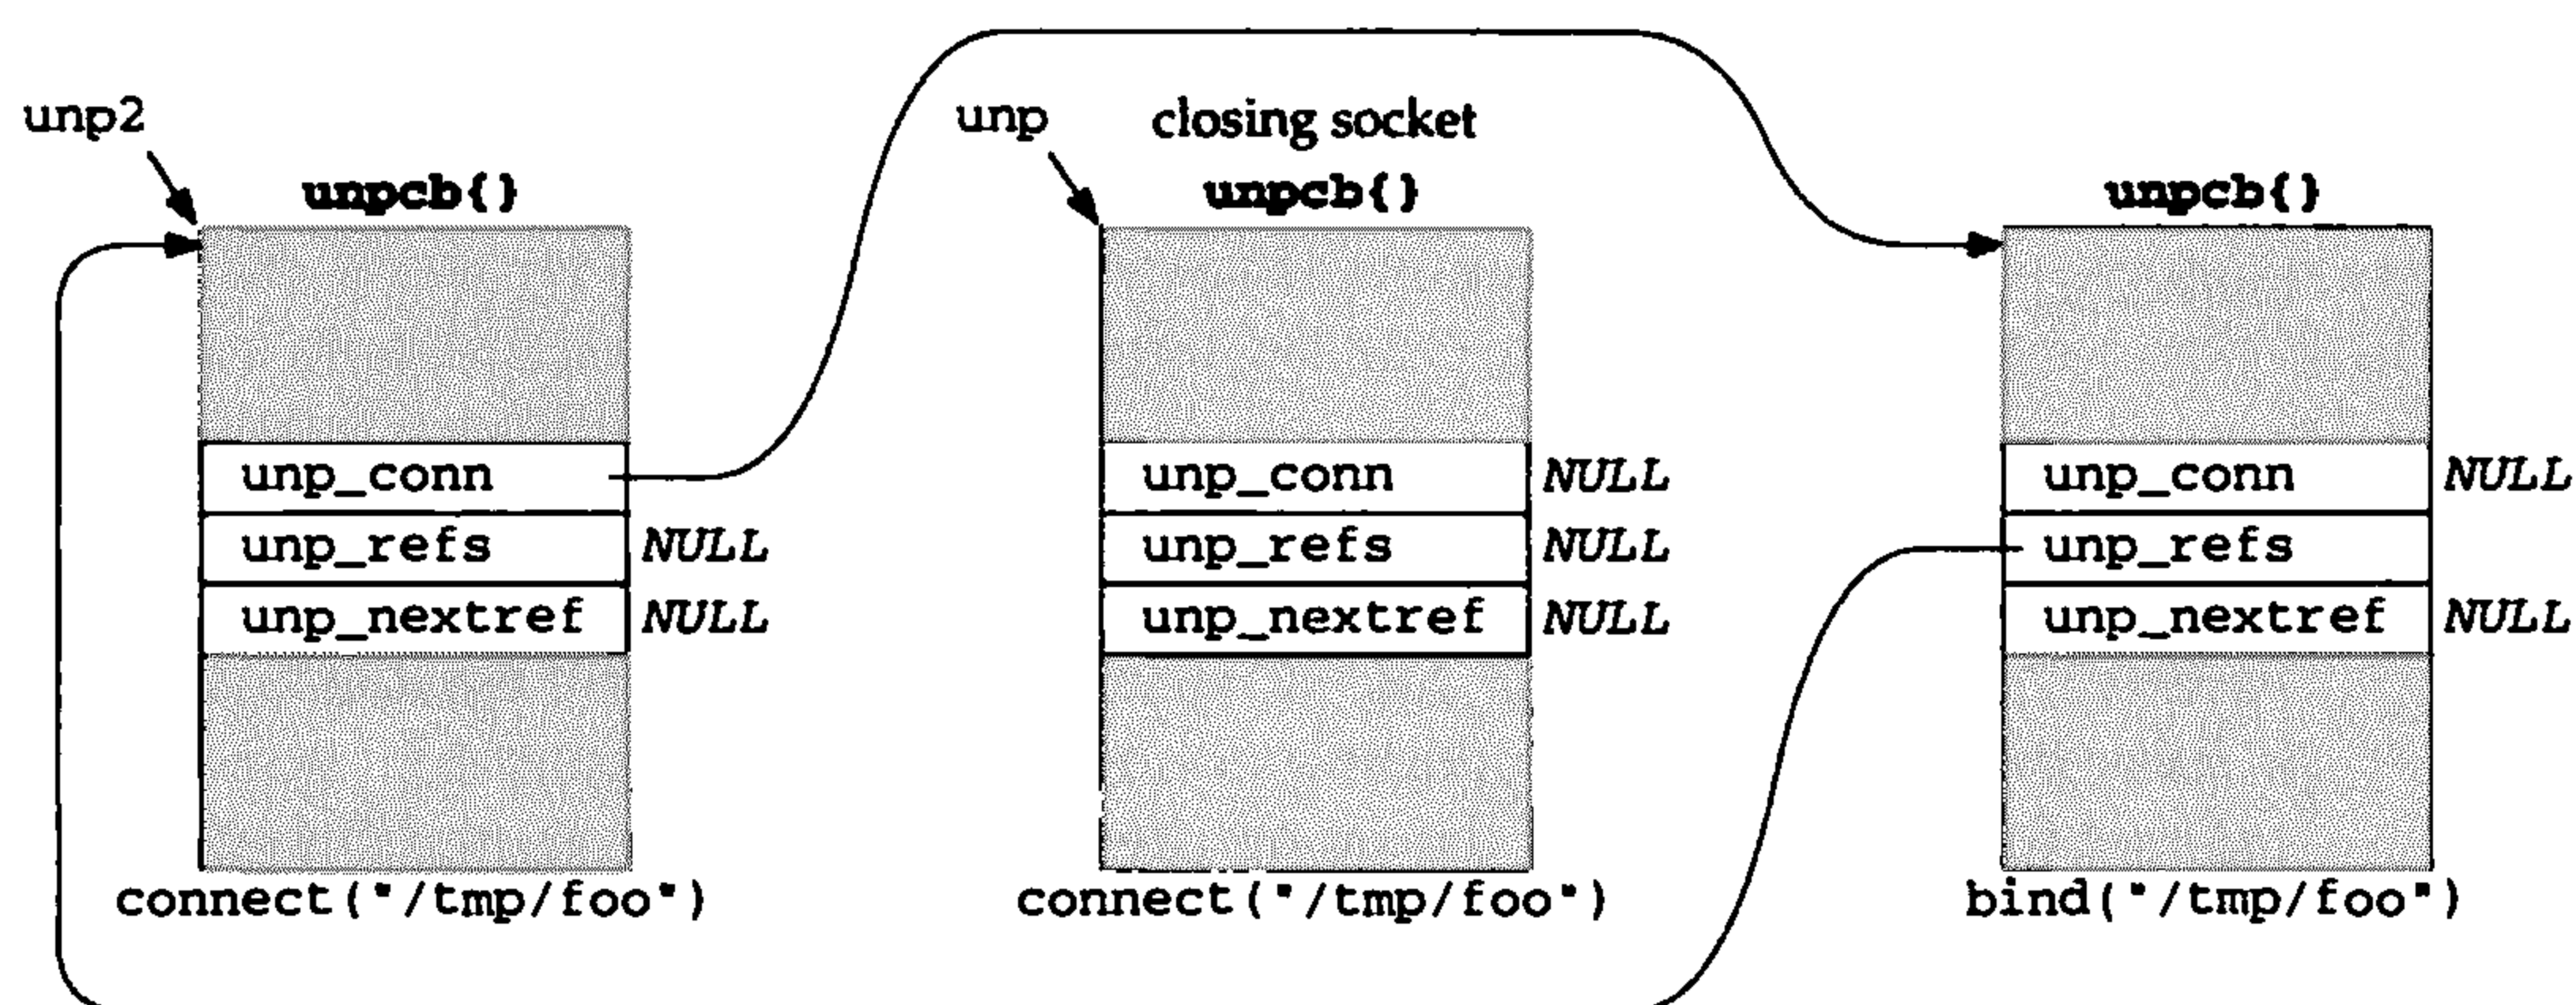 unp2
unp closing socket
unpcb{} unpcb{} unpcb{}
unp_conn unp_conn NULL unp_conn NULL
unp_refs NULL unp_refs NULL unp_refs
unp_nextref NULL unp_nextref NULL unp_nextref NULL
connect("/tmp/foo") connect("/tmp/foo") bind("/tmp/foo")